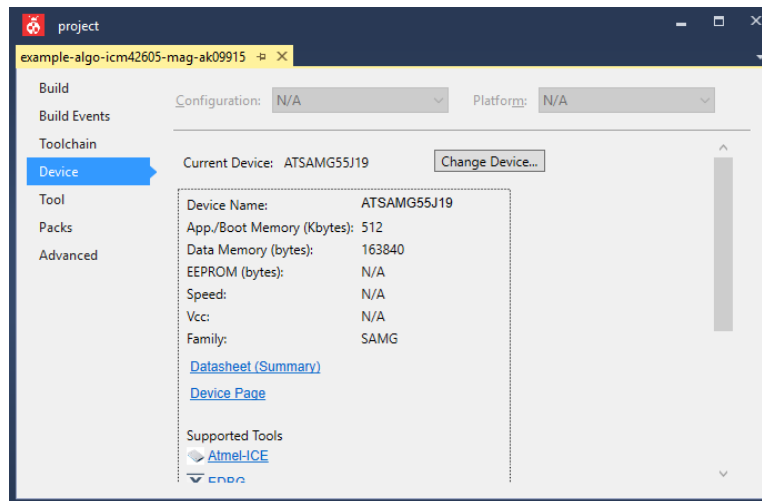 project
example-algo-icm42605-mag-ak09915
Build
Build Events
Toolchain
Device
Tool
Packs
Advanced
Configuration: N/A Platform: N/A
Current Device: ATSAMG55J19 Change Device...
Device Name: ATSAMG55J19
App./Boot Memory (Kbytes): 512
Data Memory (bytes): 163840
EEPROM (bytes): N/A
Speed: N/A
Vcc: N/A
Family: SAMG
Datasheet (Summary)
Device Page
Supported Tools
Atmel-ICE
EDBG